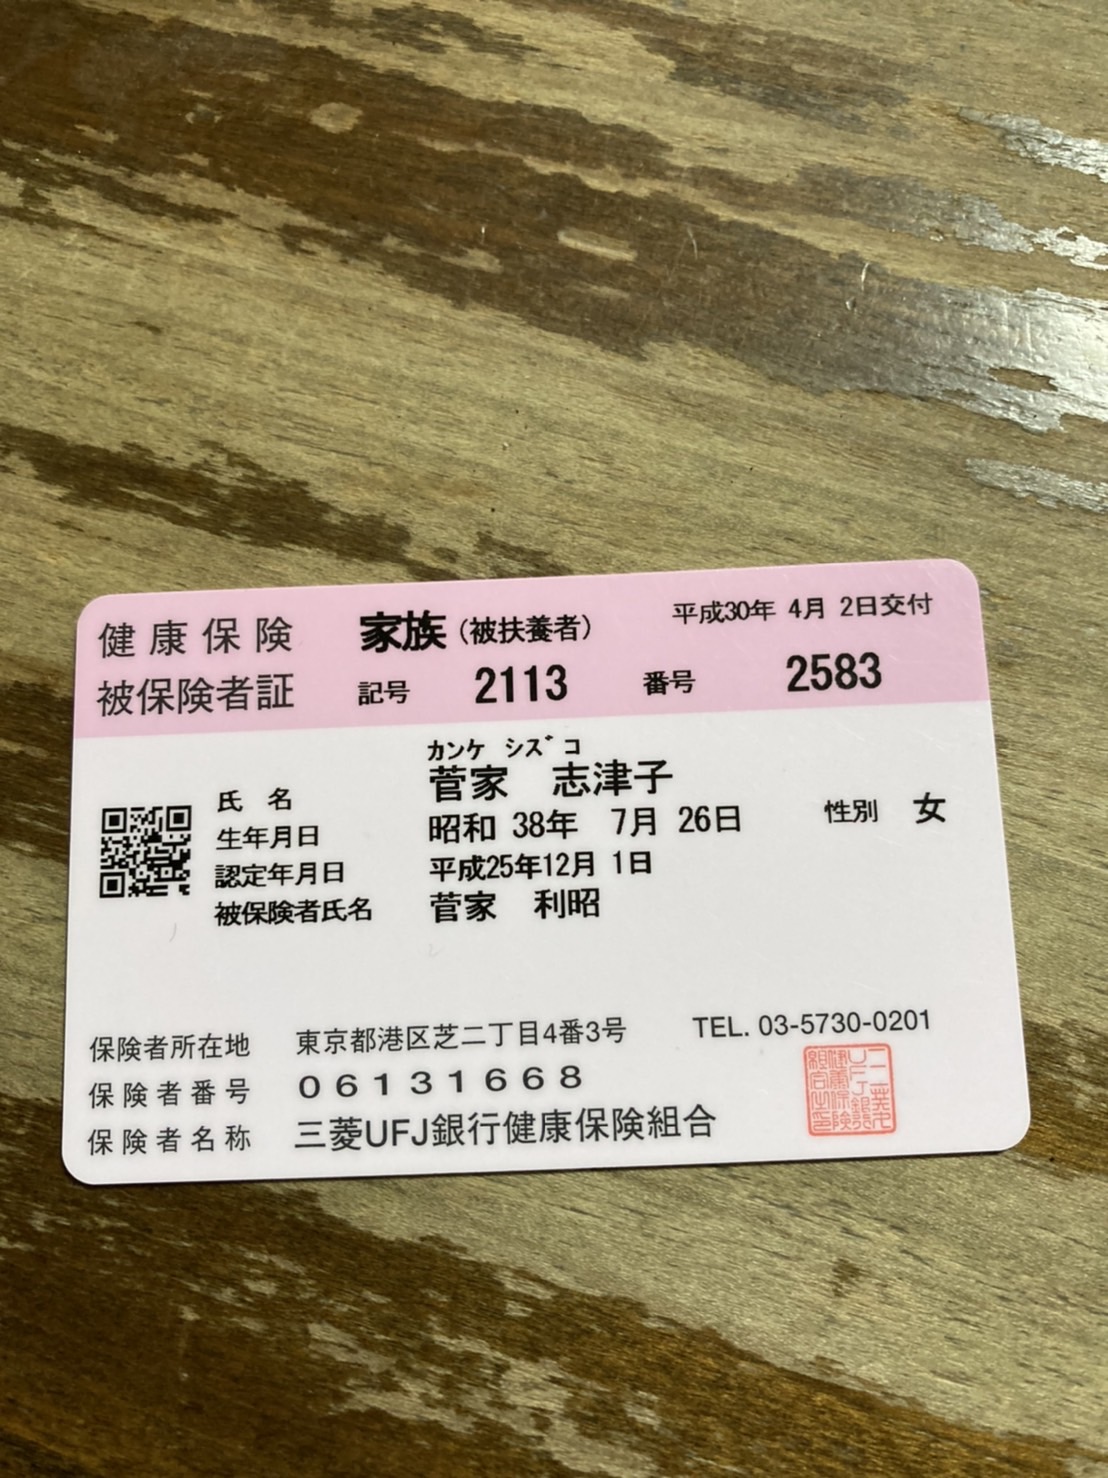 健康保険 家族(被扶養者) 平成30年 4月 2日交付
被保険者証 記号 2113 番号 2583
カンケ シズコ
氏名 菅家 志津子
生年月日 昭和 38年 7月 26日 性別 女
認定年月日 平成25年12月 1日
被保険者氏名 菅家 利昭
保険者所在地 東京都港区芝二丁目4番3号 TEL. 03-5730-0201
保険者番号 06131668
保険者名称 三菱UFJ銀行健康保険組合